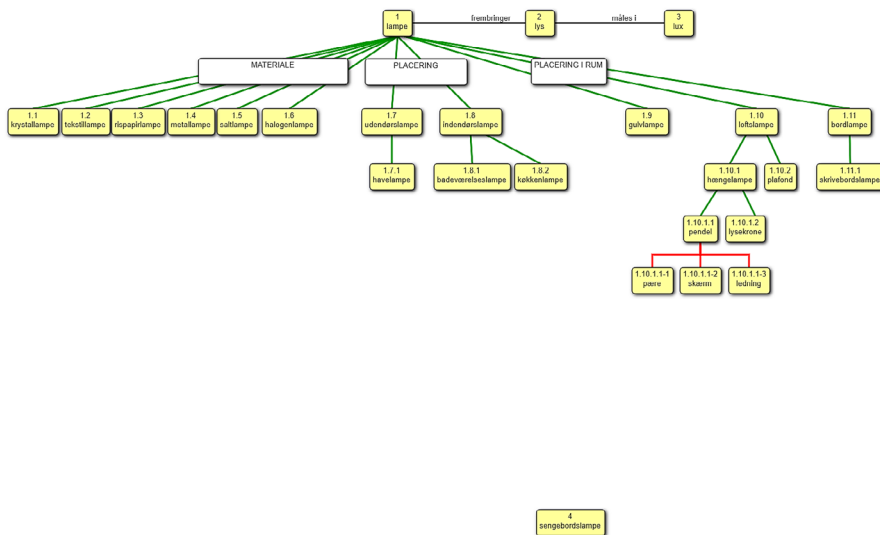 1
lampe
frembringer
2
lys
måles i
3
lux
MATERIALE
PLACERING
PLACERING I RUM
1.1
krystallampe
1.2
tekstillampe
1.3
rispapirlampe
1.4
metallampe
1.5
saltlampe
1.6
halogenlampe
1.7
udendørslampe
1.8
indendørslampe
1.9
gulvlampe
1.10
loftslampe
1.11
bordlampe
1.7.1
havelampe
1.8.1
badeværelseslampe
1.8.2
køkkenlampe
1.10.1
hængelampe
1.10.2
plafond
1.11.1
skrivebordslampe
1.10.1.1
pendel
1.10.1.2
lysekrone
1.10.1.1-1
pære
1.10.1.1-2
skærm
1.10.1.1-3
ledning
4
sengebordslampe